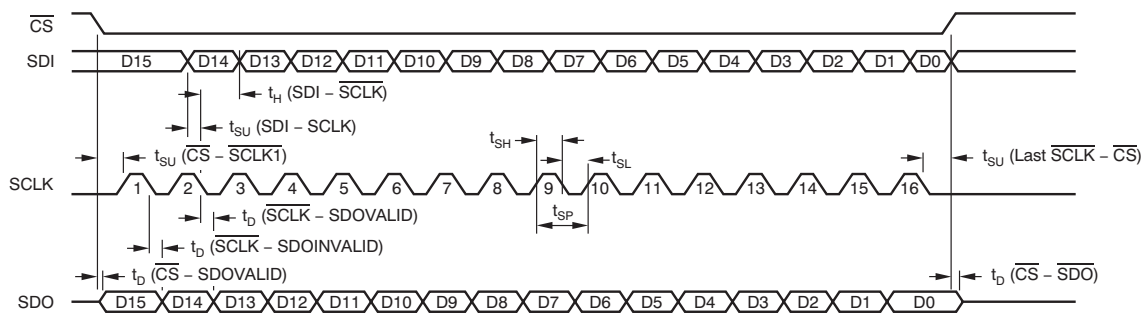 CS
SDI D15 D14 D13 D12 D11 D10 D9 D8 D7 D6 D5 D4 D3 D2 D1 D0
tH (SDI – SCLK)
tSU (SDI – SCLK)
tSH
tSL
tSU (CS – SCLK1)
tSU (Last SCLK – CS)
SCLK 1 2 3 4 5 6 7 8 9 10 11 12 13 14 15 16
tSP
tD (SCLK – SDOVALID)
tD (SCLK – SDOINVALID)
tD (CS – SDOVALID)
tD (CS – SDO)
SDO D15 D14 D13 D12 D11 D10 D9 D8 D7 D6 D5 D4 D3 D2 D1 D0